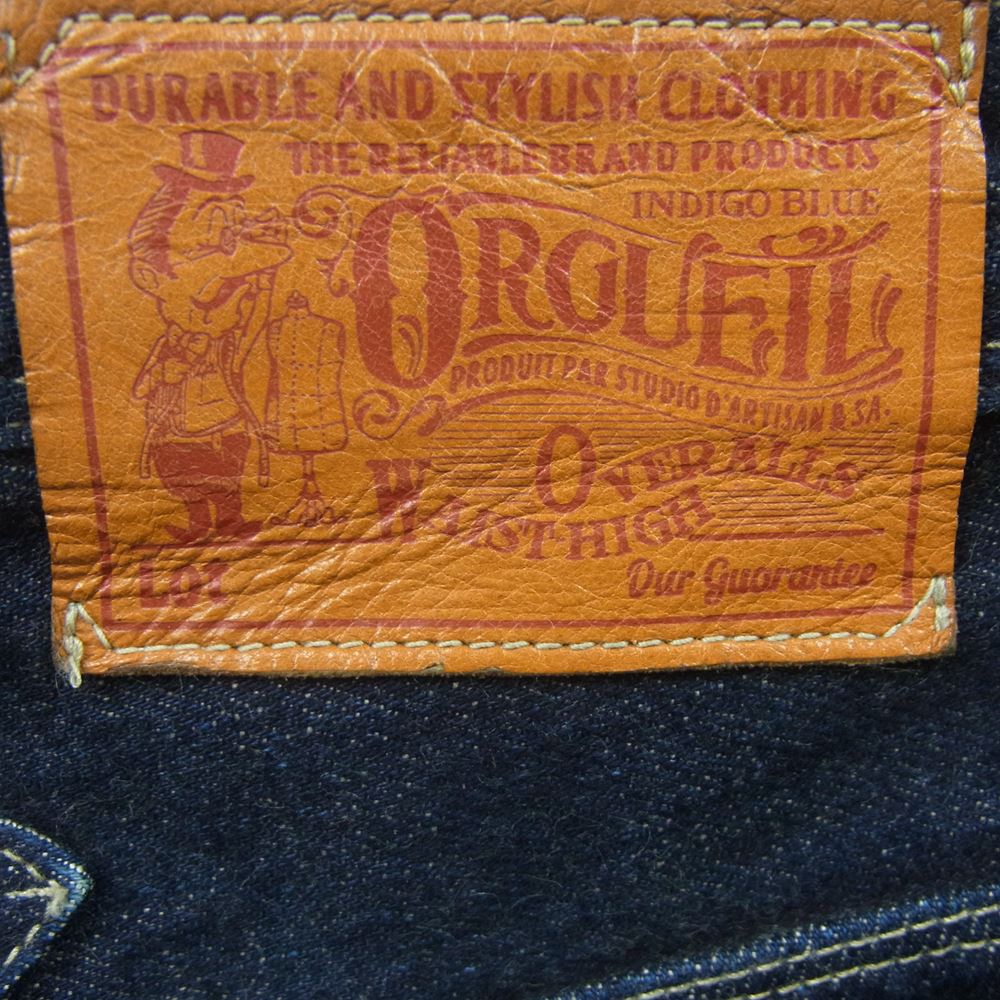 DURABLE AND STYLISH CLOTHING
THE RELIABLE BRAND PRODUCTS
INDIGO BLUE
ORGUEIL
PRODUIT PAR STUDIO D'ARTISAN & SA.
WAIST-HIGH
OVERALLS
Lot
Our Guarantee